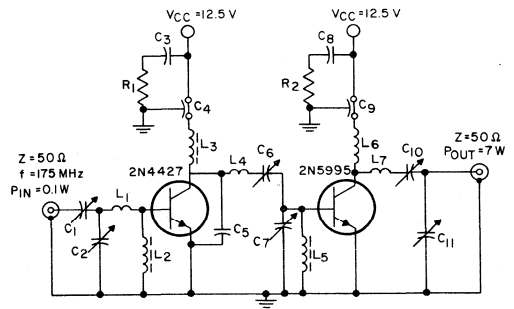 VCC = 12.5 V
VCC = 12.5 V
C3
C8
R1
R2
C4
C9
L3
L6
Z = 50 Ω
f = 175 MHz
PIN = 0.1 W
2N4427
L4
C6
2N5995
L7
C10
Z = 50 Ω
POUT = 7 W
L1
C1
C2
L2
C5
C7
L5
C11